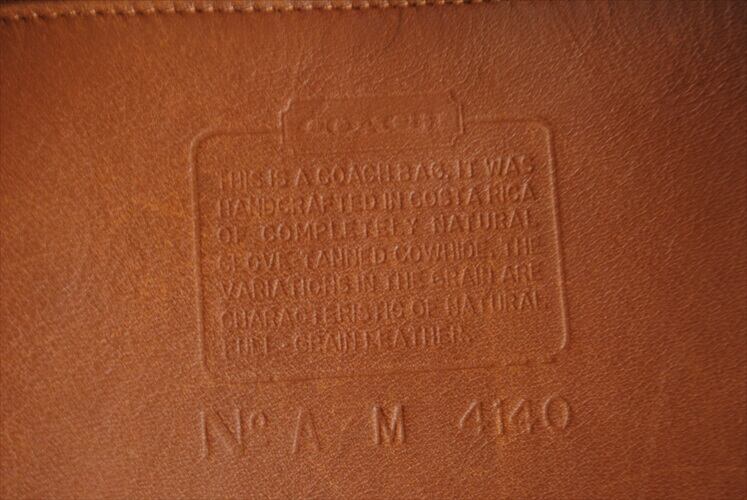 COACH
THIS IS A COACH BAG. IT WAS
HANDCRAFTED IN COSTA RICA
OF COMPLETELY NATURAL
GLOVE TANNED COWHIDE. THE
VARIATIONS IN THE GRAIN ARE
CHARACTERISTIC OF NATURAL
FULL-GRAIN LEATHER.
No A M 4140